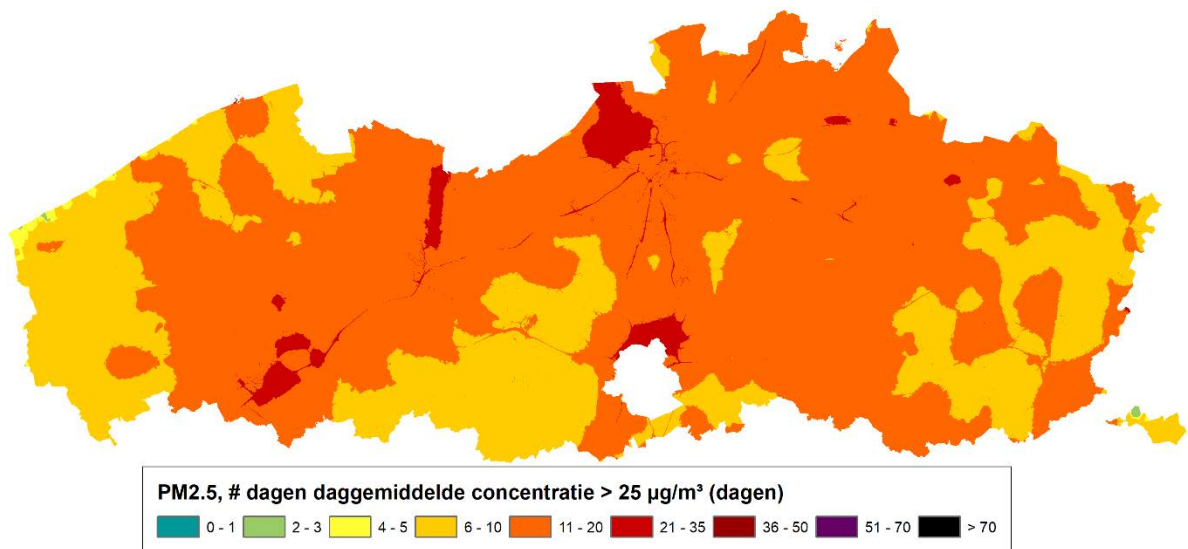 PM2.5, # dagen daggemiddelde concentratie > 25 µg/m³ (dagen)
0 - 1 2 - 3 4 - 5 6 - 10 11 - 20 21 - 35 36 - 50 51 - 70 > 70